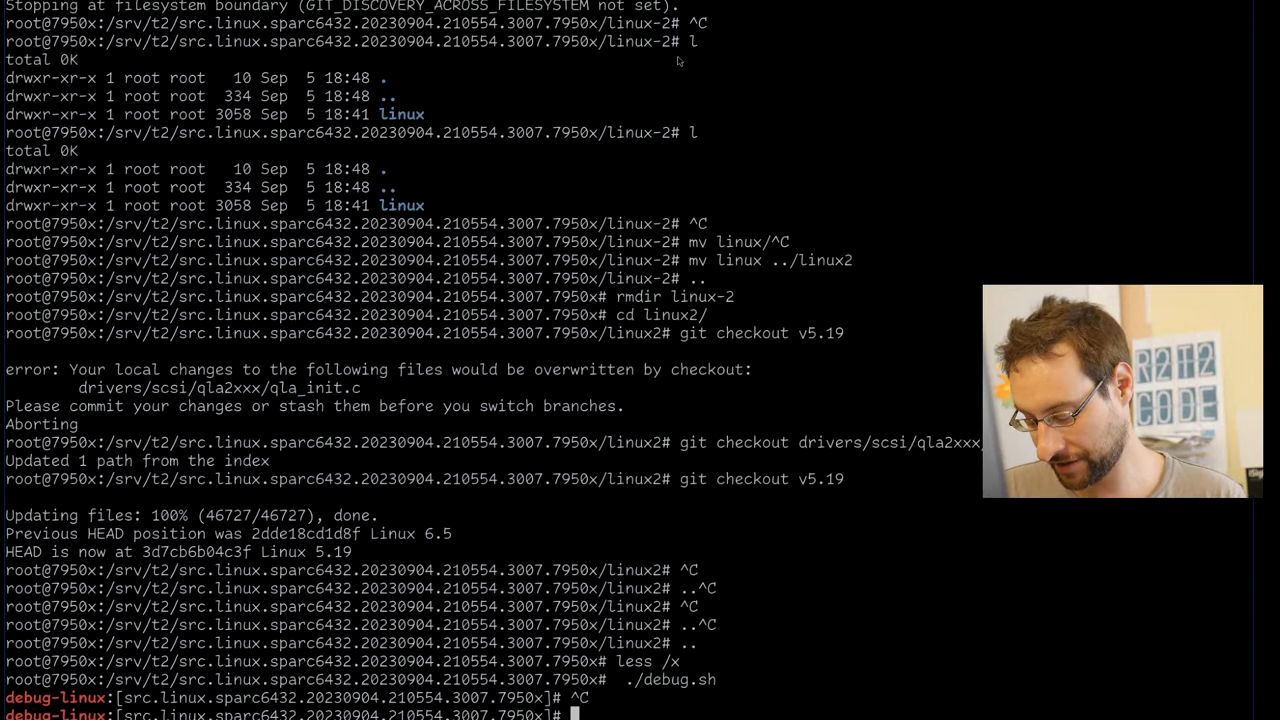 Stopping at filesystem boundary (GIT_DISCOVERY_ACROSS_FILESYSTEM not set).
root@7950x:/srv/t2/src.linux.sparc6432.20230904.210554.3007.7950x/linux-2# ^C
root@7950x:/srv/t2/src.linux.sparc6432.20230904.210554.3007.7950x/linux-2# l
total 0K
drwxr-xr-x 1 root root   10 Sep  5 18:48 .
drwxr-xr-x 1 root root  334 Sep  5 18:48 ..
drwxr-xr-x 1 root root 3058 Sep  5 18:41 linux
root@7950x:/srv/t2/src.linux.sparc6432.20230904.210554.3007.7950x/linux-2# l
total 0K
drwxr-xr-x 1 root root   10 Sep  5 18:48 .
drwxr-xr-x 1 root root  334 Sep  5 18:48 ..
drwxr-xr-x 1 root root 3058 Sep  5 18:41 linux
root@7950x:/srv/t2/src.linux.sparc6432.20230904.210554.3007.7950x/linux-2# ^C
root@7950x:/srv/t2/src.linux.sparc6432.20230904.210554.3007.7950x/linux-2# mv linux/^C
root@7950x:/srv/t2/src.linux.sparc6432.20230904.210554.3007.7950x/linux-2# mv linux ../linux2
root@7950x:/srv/t2/src.linux.sparc6432.20230904.210554.3007.7950x/linux-2# ..
root@7950x:/srv/t2/src.linux.sparc6432.20230904.210554.3007.7950x# rmdir linux-2
root@7950x:/srv/t2/src.linux.sparc6432.20230904.210554.3007.7950x# cd linux2/
root@7950x:/srv/t2/src.linux.sparc6432.20230904.210554.3007.7950x/linux2# git checkout v5.19
error: Your local changes to the following files would be overwritten by checkout:
        drivers/scsi/qla2xxx/qla_init.c
Please commit your changes or stash them before you switch branches.
Aborting
root@7950x:/srv/t2/src.linux.sparc6432.20230904.210554.3007.7950x/linux2# git checkout drivers/scsi/qla2xxx/
Updated 1 path from the index
root@7950x:/srv/t2/src.linux.sparc6432.20230904.210554.3007.7950x/linux2# git checkout v5.19
Updating files: 100% (46727/46727), done.
Previous HEAD position was 2dde18cd1d8f Linux 6.5
HEAD is now at 3d7cb6b04c3f Linux 5.19
root@7950x:/srv/t2/src.linux.sparc6432.20230904.210554.3007.7950x/linux2# ^C
root@7950x:/srv/t2/src.linux.sparc6432.20230904.210554.3007.7950x/linux2# ..^C
root@7950x:/srv/t2/src.linux.sparc6432.20230904.210554.3007.7950x/linux2# ^C
root@7950x:/srv/t2/src.linux.sparc6432.20230904.210554.3007.7950x/linux2# ..^C
root@7950x:/srv/t2/src.linux.sparc6432.20230904.210554.3007.7950x/linux2# ..
root@7950x:/srv/t2/src.linux.sparc6432.20230904.210554.3007.7950x# less /x
root@7950x:/srv/t2/src.linux.sparc6432.20230904.210554.3007.7950x#  ./debug.sh
debug-linux:[src.linux.sparc6432.20230904.210554.3007.7950x]# ^C
debug-linux:[src.linux.sparc6432.20230904.210554.3007.7950x]#
R2T2
CODE